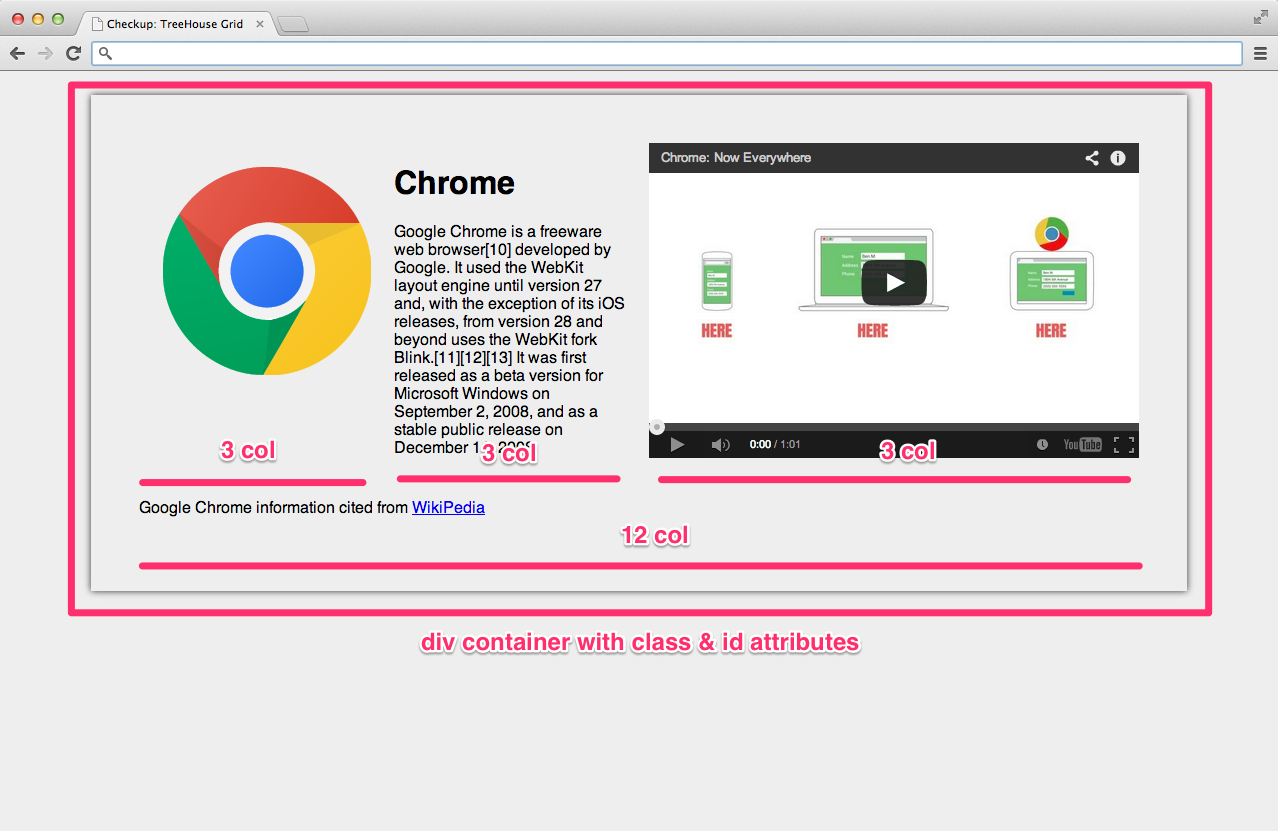 Checkup: TreeHouse Grid
Chrome
Google Chrome is a freeware
web browser[10] developed by
Google. It used the WebKit
layout engine until version 27
and, with the exception of its iOS
releases, from version 28 and
beyond uses the WebKit fork
Blink.[11][12][13] It was first
released as a beta version for
Microsoft Windows on
September 2, 2008, and as a
stable public release on
December
Chrome: Now Everywhere
HERE
HERE
HERE
0:00 / 1:01
YouTube
3 col
3 col
3 col
Google Chrome information cited from WikiPedia
12 col
div container with class & id attributes